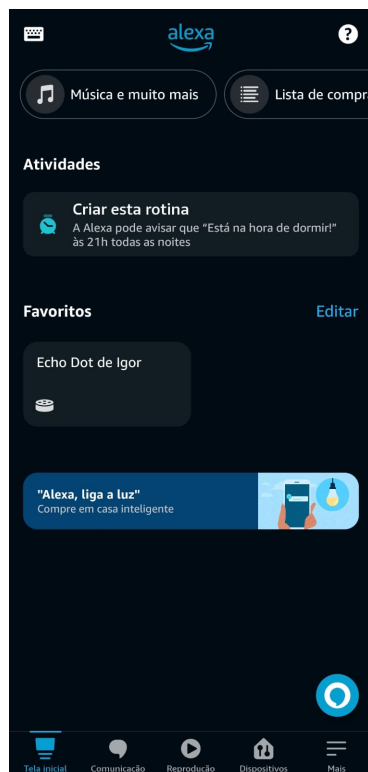 alexa
?
Música e muito mais
Lista de compr
Atividades
Criar esta rotina
A Alexa pode avisar que “Está na hora de dormir!”
às 21h todas as noites
Favoritos
Editar
Echo Dot de Igor
"Alexa, liga a luz"
Compre em casa inteligente
Tela inicial
Comunicação
Reprodução
Dispositivos
Mais